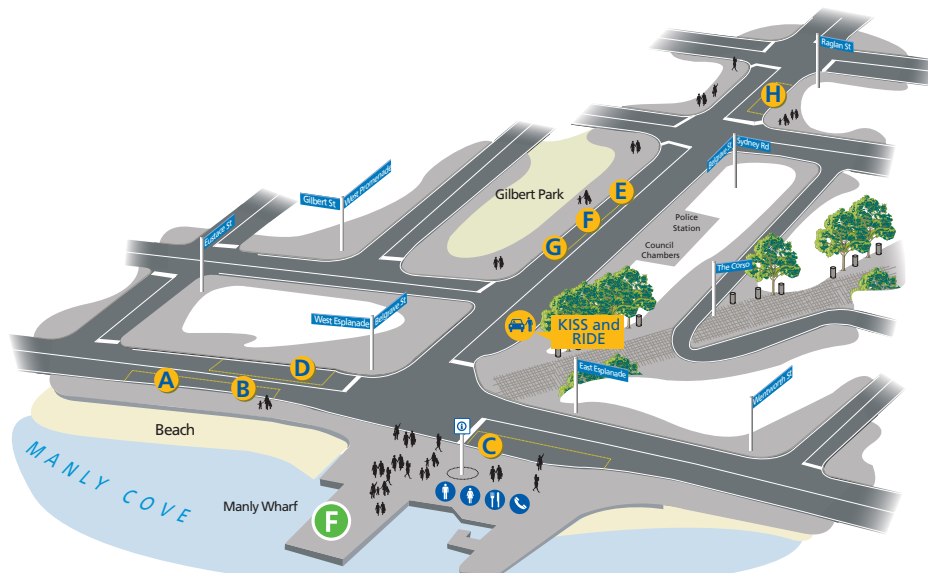 Raglan St
H
Belgrave St
Sydney Rd
Gilbert St
West Promenade
Gilbert Park
E
F
G
Police
Station
Council
Chambers
Eustace St
The Corso
West Esplanade
Belgrave St
KISS and
RIDE
D
A
B
East Esplanade
Wentworth St
Beach
C
MANLY COVE
Manly Wharf
F